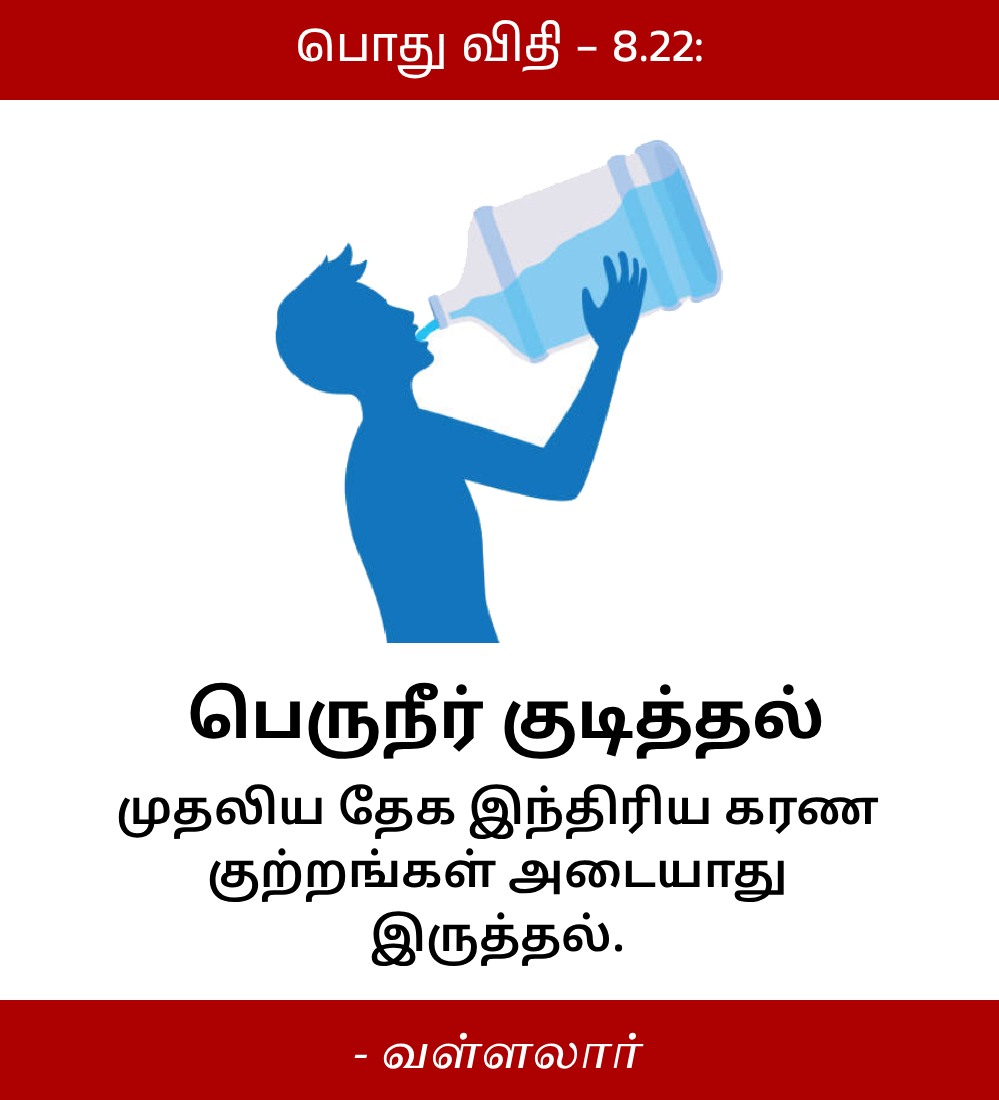 பொது விதி – 8.22:
பெருநீர் குடித்தல்
முதலிய தேக இந்திரிய கரண
குற்றங்கள் அடையாது
இருத்தல்.
- வள்ளலார்